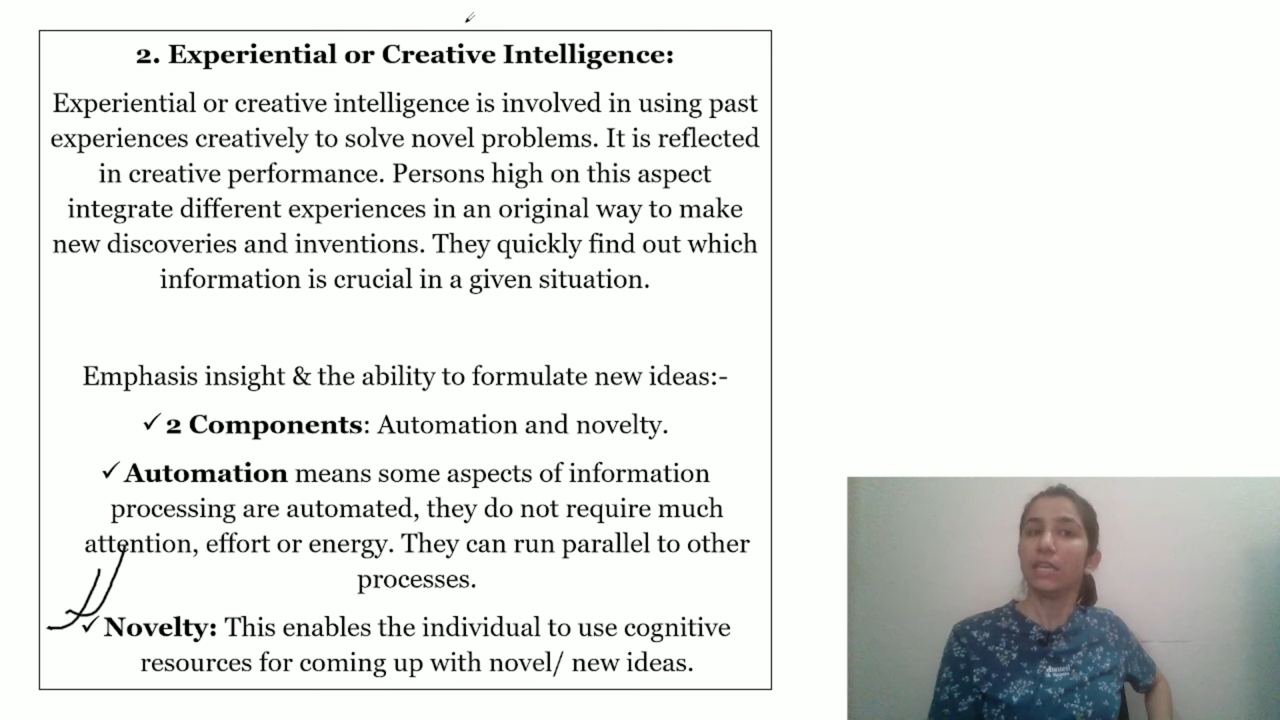 2. Experiential or Creative Intelligence:
Experiential or creative intelligence is involved in using past
experiences creatively to solve novel problems. It is reflected
in creative performance. Persons high on this aspect
integrate different experiences in an original way to make
new discoveries and inventions. They quickly find out which
information is crucial in a given situation.
Emphasis insight & the ability to formulate new ideas:-
✓ 2 Components: Automation and novelty.
✓ Automation means some aspects of information
processing are automated, they do not require much
attention, effort or energy. They can run parallel to other
processes.
✓ Novelty: This enables the individual to use cognitive
resources for coming up with novel/ new ideas.